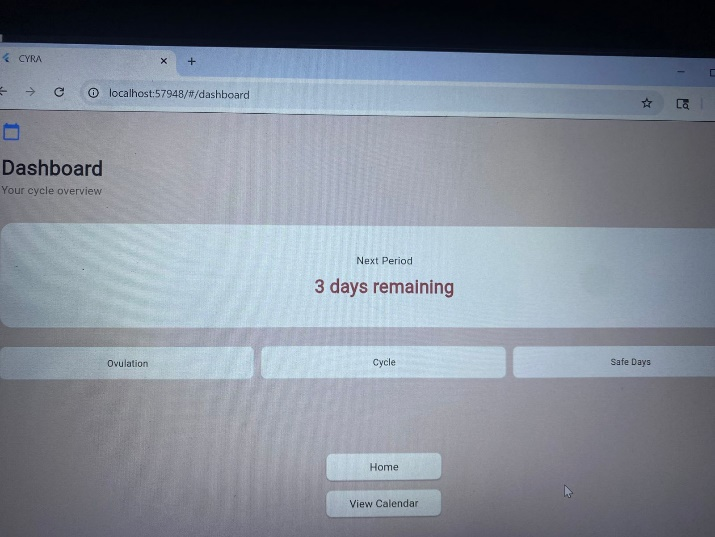 CYRA
localhost:57948/#/dashboard
Dashboard
Your cycle overview
Next Period
3 days remaining
Ovulation
Cycle
Safe Days
Home
View Calendar